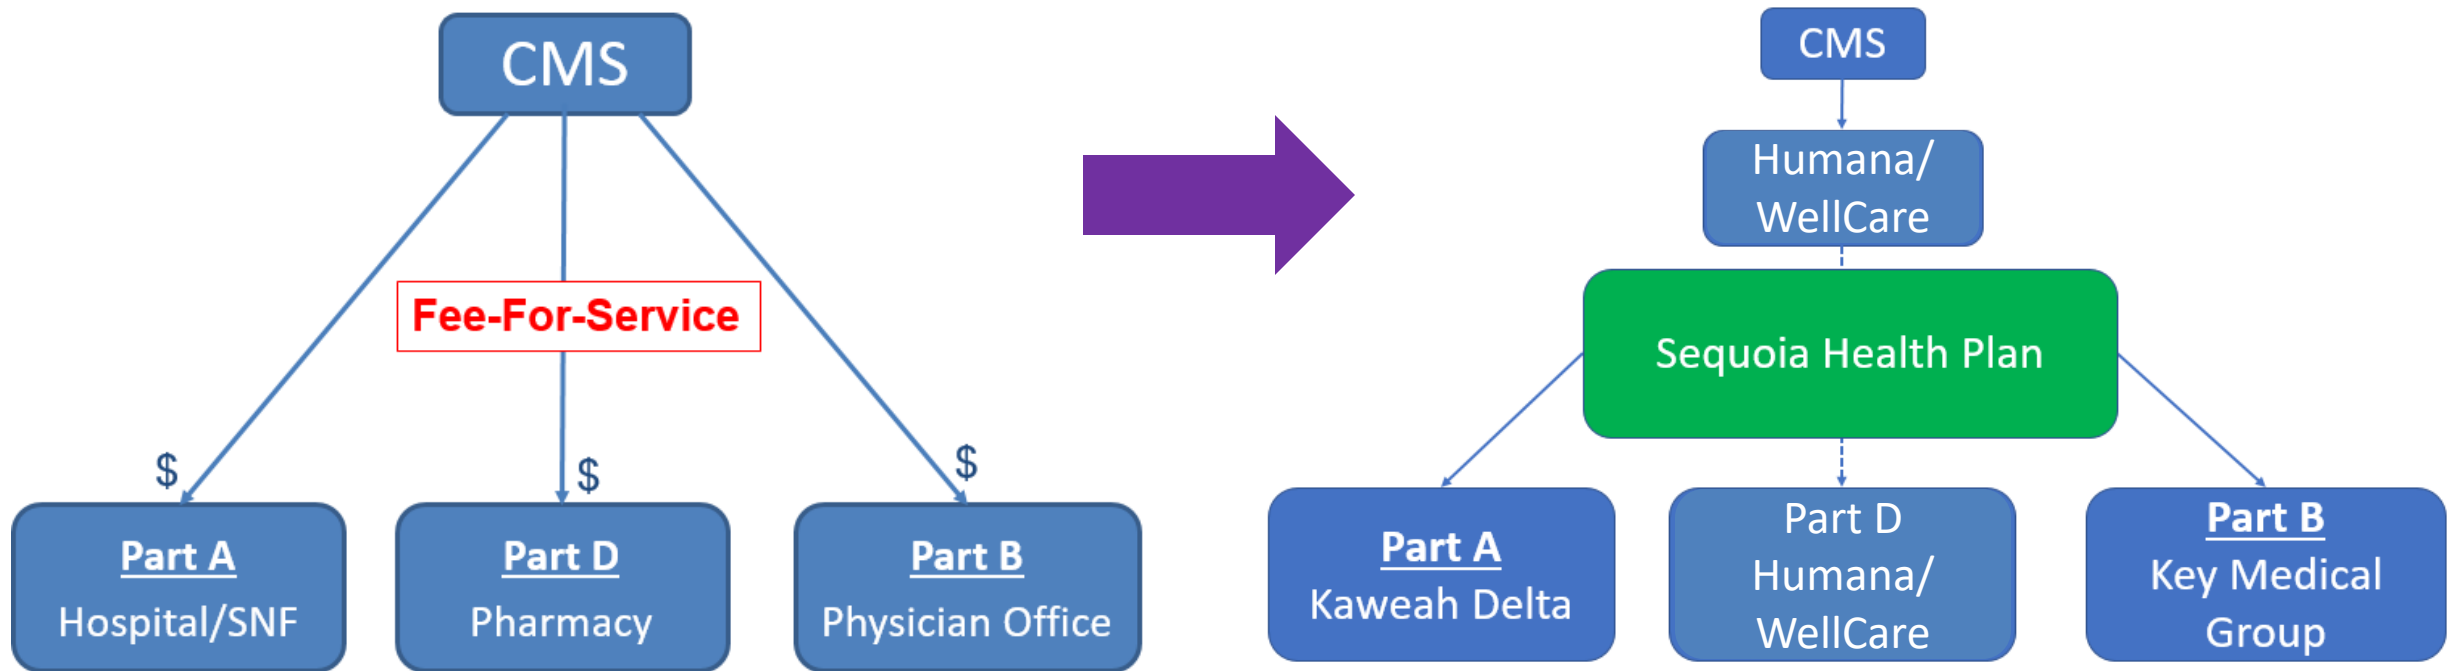 CMS
Fee-For-Service
$
$
$
Part A
Hospital/SNF
Part D
Pharmacy
Part B
Physician Office
CMS
Humana/
WellCare
Sequoia Health Plan
Part A
Kaweah Delta
Part D
Humana/
WellCare
Part B
Key Medical
Group